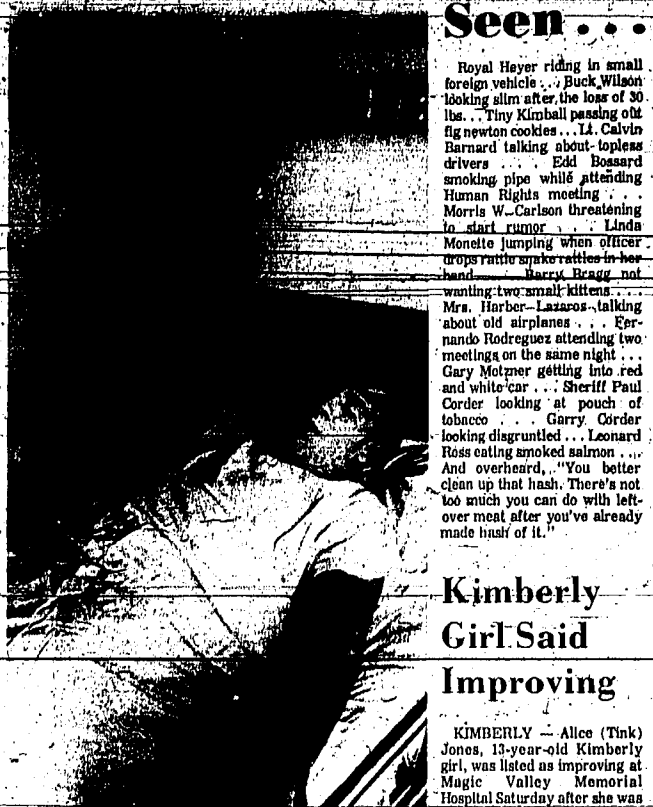 Seen . . .
Royal Heyer riding in small
foreign vehicle . . . Buck Wilson
looking slim after the loss of 30
lbs. . . Tiny Kimball passing out
fig newton cookies . . . Lt. Calvin
Barnard talking about topless
drivers . . . Edd Bossard
smoking pipe while attending
Human Rights meeting . . .
Morris W. Carlson threatening
to start rumor . . . Linda
Monette jumping when officer
drops rattle snake rattles in her
hand . . . Barry Bragg not
wanting two small kittens . . .
Mrs. Harber Lazaros talking
about old airplanes . . . Fer-
nando Rodreguez attending two
meetings on the same night . . .
Gary Motzner getting into red
and white car . . . Sheriff Paul
Corder looking at pouch of
tobacco . . . Garry Corder
looking disgruntled . . . Leonard
Ross eating smoked salmon . . .
And overheard, "You better
clean up that hash. There's not
too much you can do with left-
over meat after you've already
made hash of it."
Kimberly
Girl Said
Improving
KIMBERLY — Alice (Tink)
Jones, 13-year-old Kimberly
girl, was listed as improving at
Magic Valley Memorial
Hospital Saturday after she was